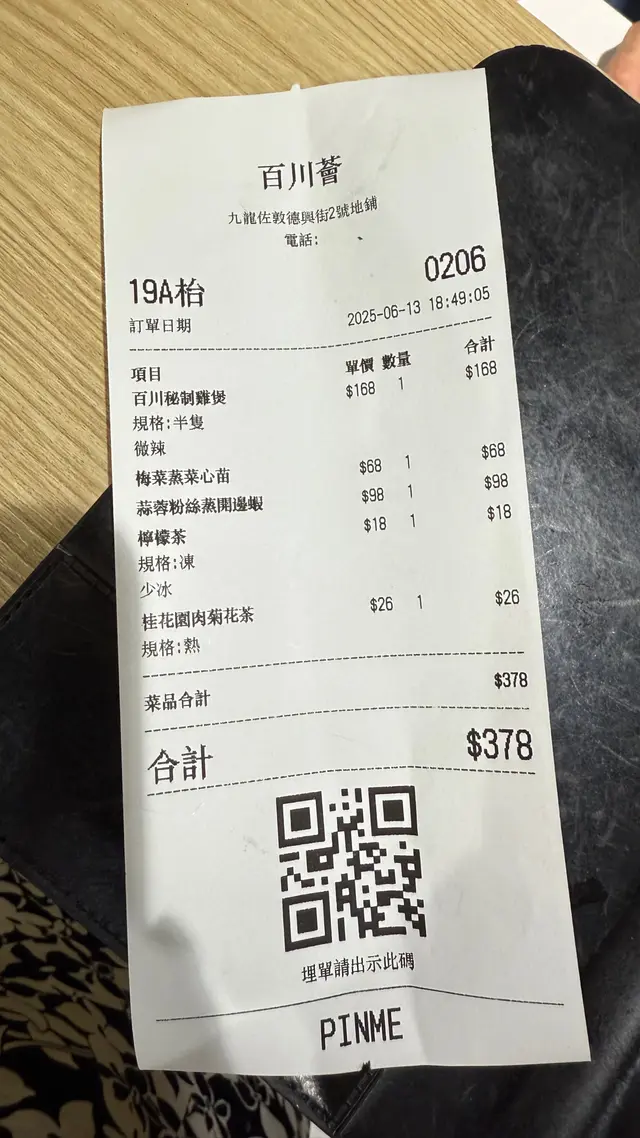 百川薈
九龍佐敦德興街2號地鋪
電話:
19A枱
0206
訂單日期
2025-06-13 18:49:05
項目 單價 數量 合計
百川秘制雞煲 $168 1 $168
規格:半隻
微辣
梅菜蒸菜心苗 $68 1 $68
蒜蓉粉絲蒸開邊蝦 $98 1 $98
檸檬茶 $18 1 $18
規格:凍
少冰
桂花圓肉菊花茶 $26 1 $26
規格:熱
菜品合計 $378
合計 $378
埋單請出示此碼
PINME